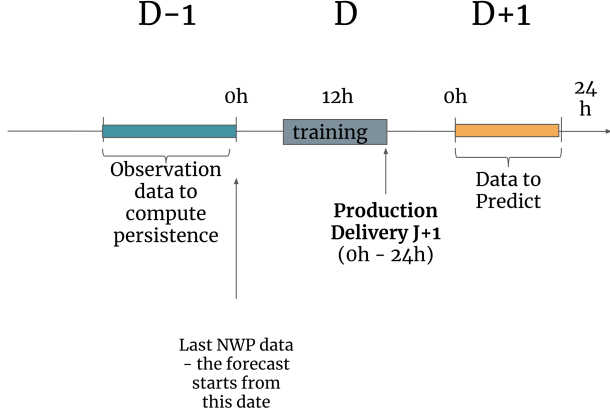 D-1 D D+1
0h 12h 0h 24
h
training
Observation
data to
compute
persistence
Data to
Predict
Production
Delivery J+1
(0h - 24h)
Last NWP data
- the forecast
starts from
this date